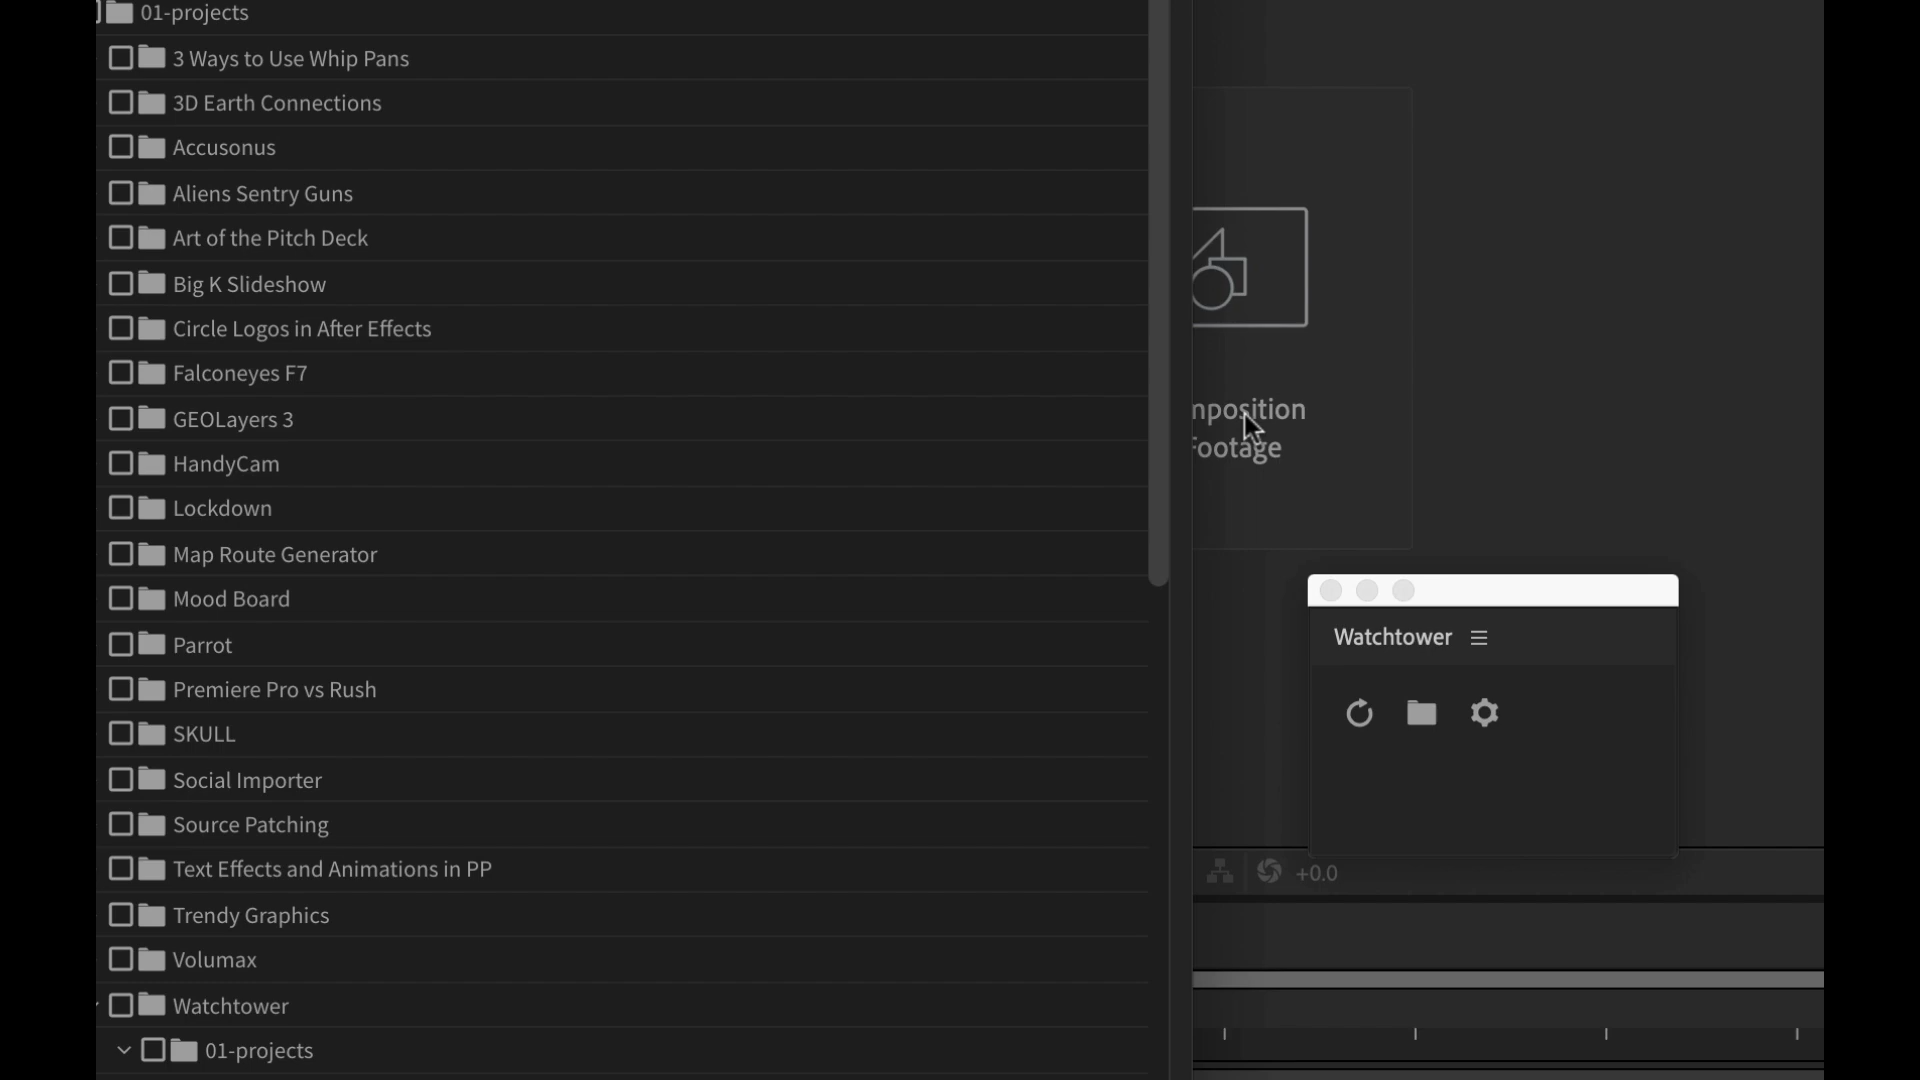 01-projects
3 Ways to Use Whip Pans
3D Earth Connections
Accusonus
Aliens Sentry Guns
Art of the Pitch Deck
Big K Slideshow
Circle Logos in After Effects
Falconeyes F7
GEOLayers 3
HandyCam
Lockdown
Map Route Generator
Mood Board
Parrot
Premiere Pro vs Rush
SKULL
Social Importer
Source Patching
Text Effects and Animations in PP
Trendy Graphics
Volumax
Watchtower
01-projects
mposition
Footage
Watchtower
+0.0